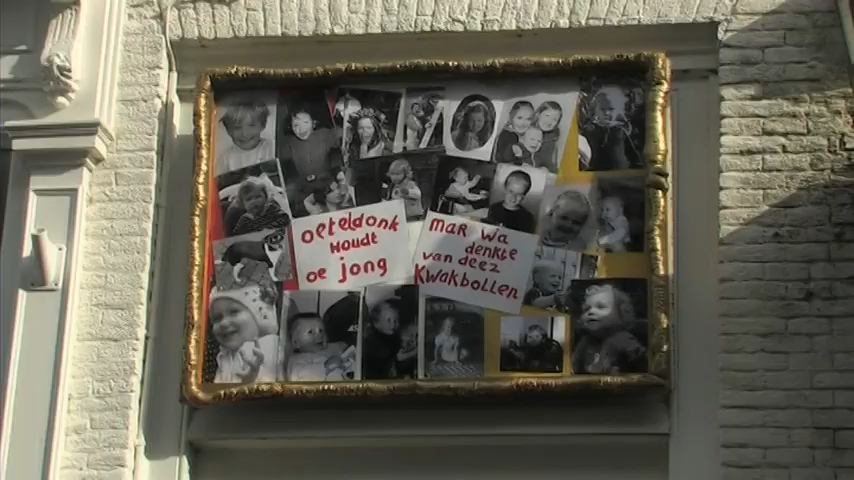 oeteldonk
houdt
oe jong
mar wa
denkte
van deez
Kwakbollen